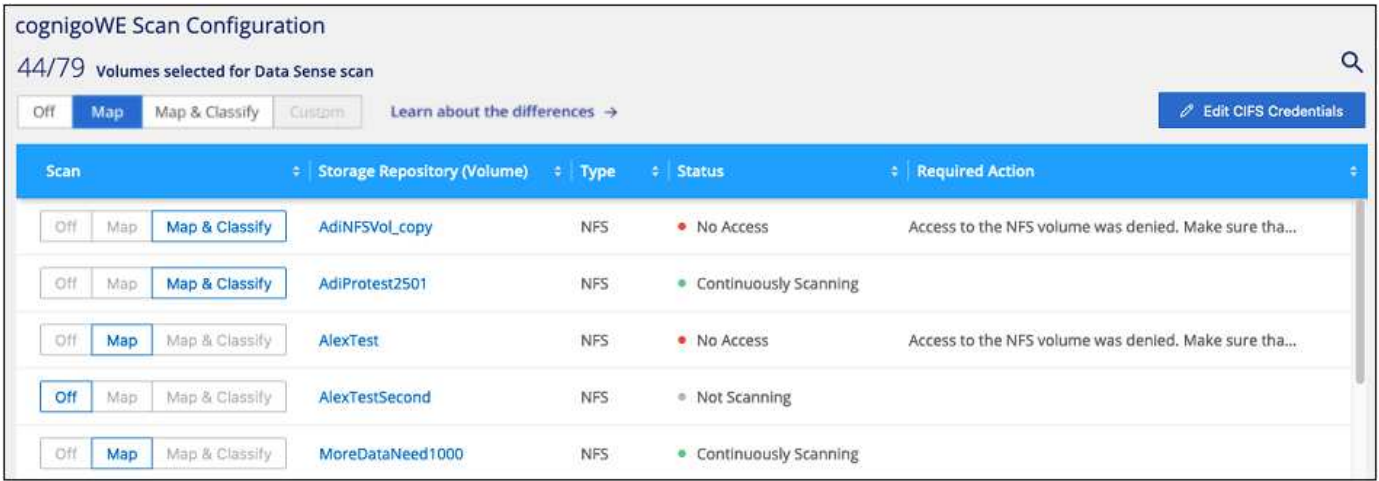 cognigoWE Scan Configuration
44/79 Volumes selected for Data Sense scan
Off Map Map & Classify Custom Learn about the differences → Edit CIFS Credentials
Scan Storage Repository (Volume) Type Status Required Action
Off Map Map & Classify AdiNFSVol_copy NFS No Access Access to the NFS volume was denied. Make sure tha...
Off Map Map & Classify AdiProtest2501 NFS Continuously Scanning
Off Map Map & Classify AlexTest NFS No Access Access to the NFS volume was denied. Make sure tha...
Off Map Map & Classify AlexTestSecond NFS Not Scanning
Off Map Map & Classify MoreDataNeed1000 NFS Continuously Scanning